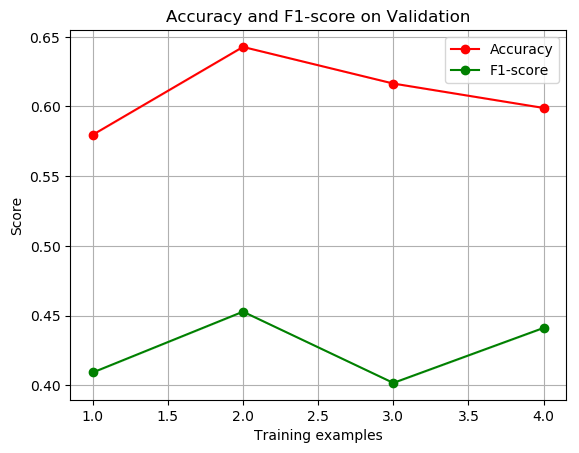 Accuracy and F1-score on Validation
Accuracy
F1-score
Score
0.65
0.60
0.55
0.50
0.45
0.40
1.0 1.5 2.0 2.5 3.0 3.5 4.0
Training examples